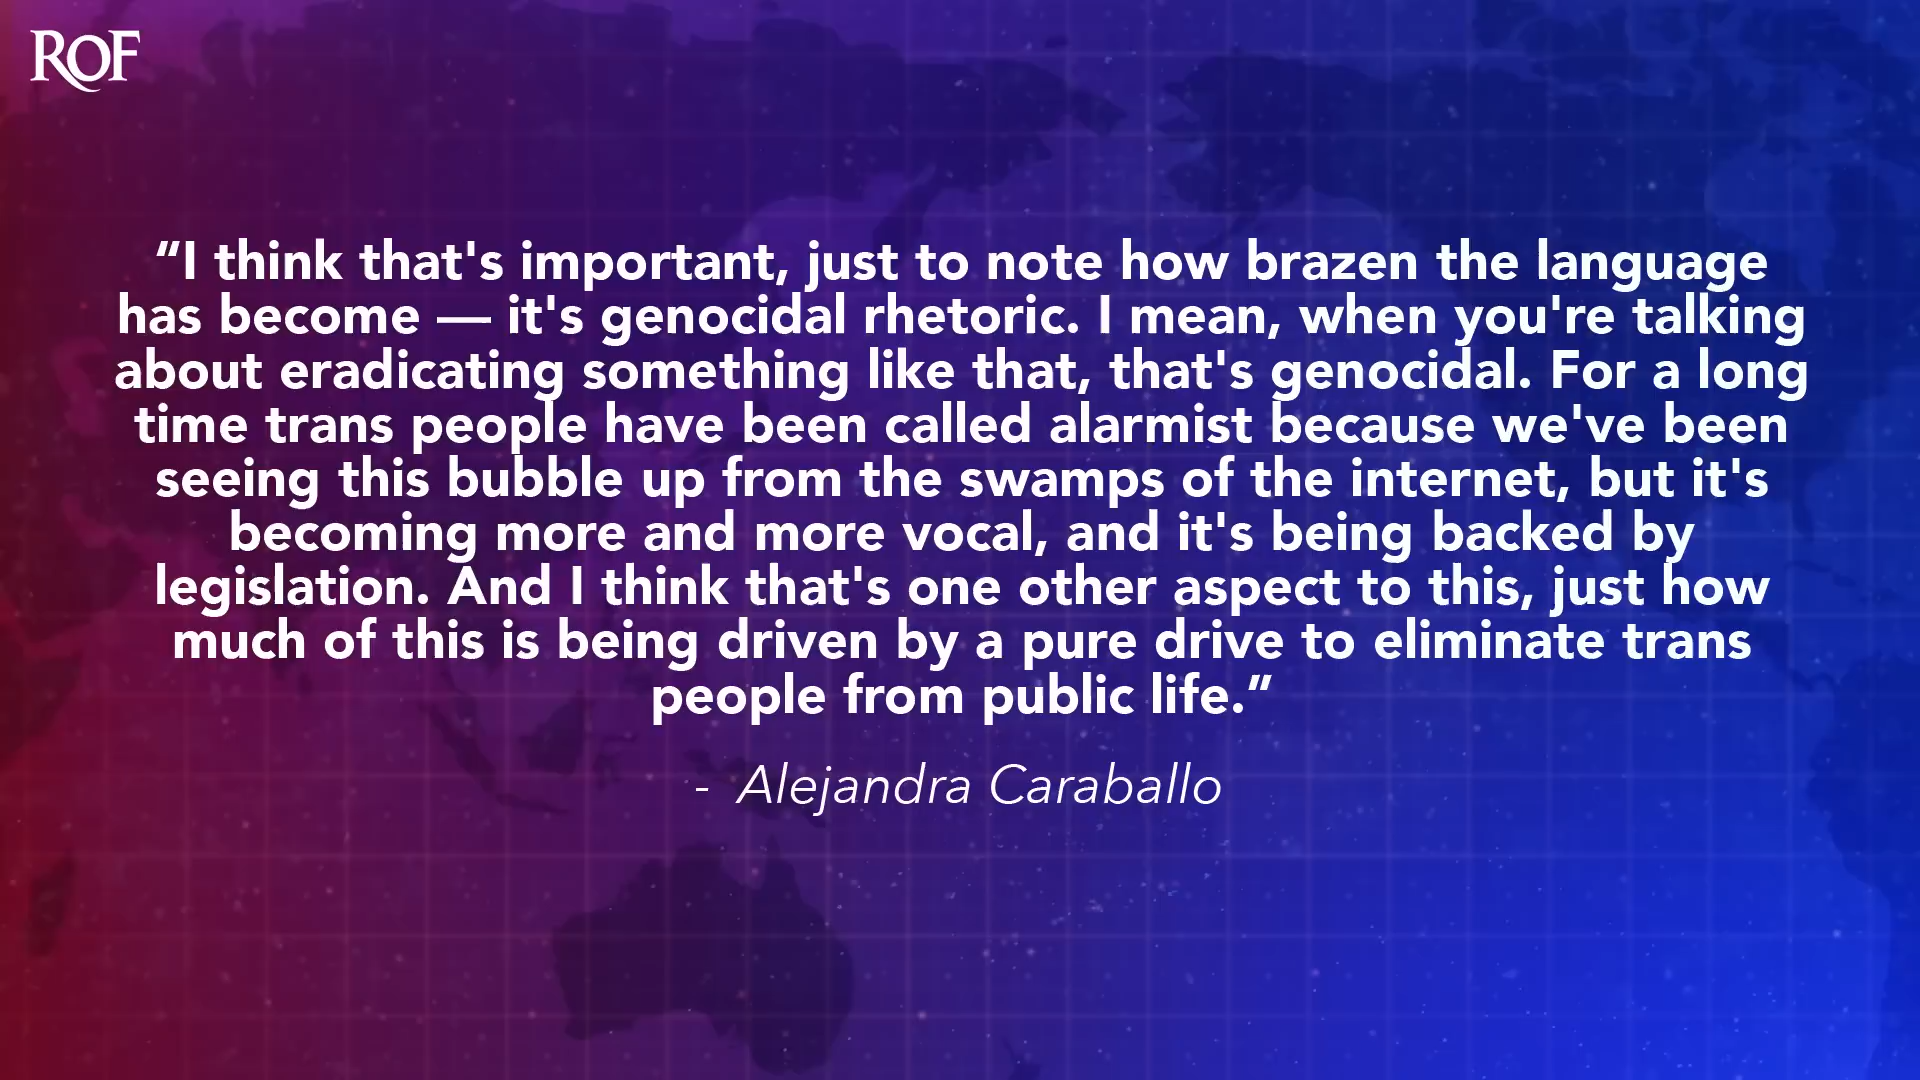 ROF
“I think that's important, just to note how brazen the language
has become — it's genocidal rhetoric. I mean, when you're talking
about eradicating something like that, that's genocidal. For a long
time trans people have been called alarmist because we've been
seeing this bubble up from the swamps of the internet, but it's
becoming more and more vocal, and it's being backed by
legislation. And I think that's one other aspect to this, just how
much of this is being driven by a pure drive to eliminate trans
people from public life.”
- Alejandra Caraballo